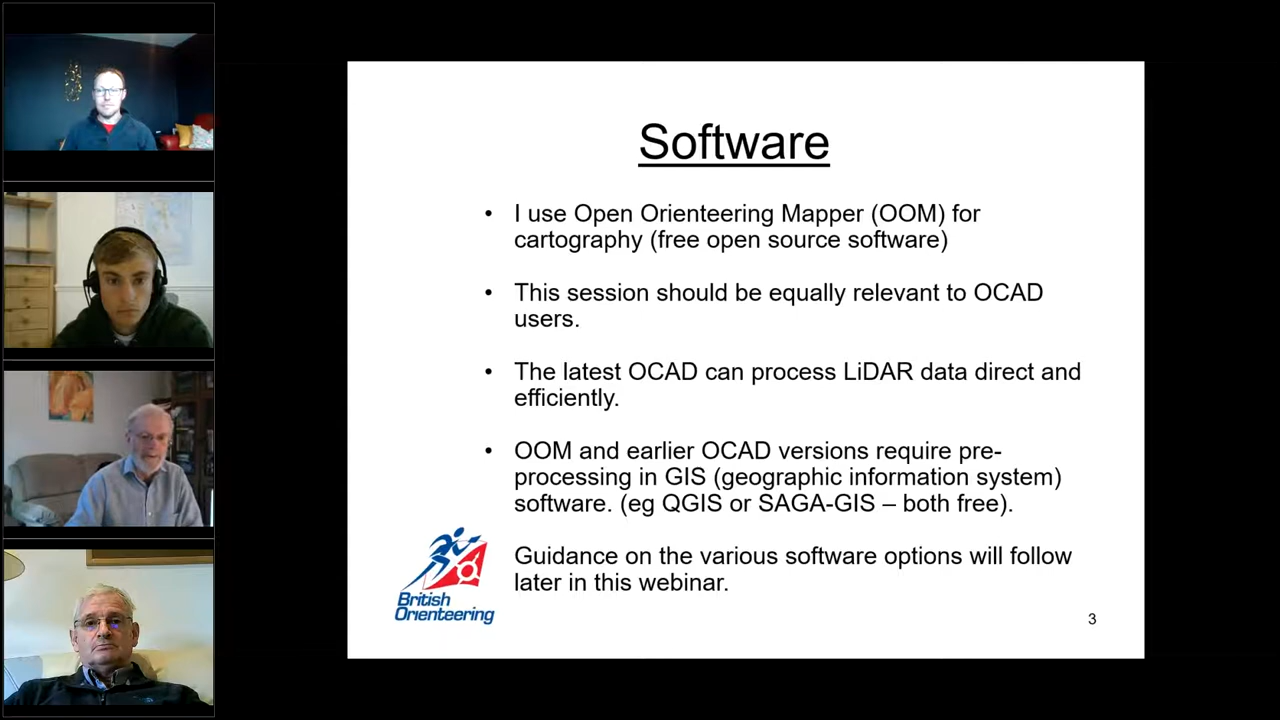 Software
• I use Open Orienteering Mapper (OOM) for
cartography (free open source software)
• This session should be equally relevant to OCAD
users.
• The latest OCAD can process LiDAR data direct and
efficiently.
• OOM and earlier OCAD versions require pre-
processing in GIS (geographic information system)
software. (eg QGIS or SAGA-GIS – both free).
Guidance on the various software options will follow
later in this webinar.
British
Orienteering
3